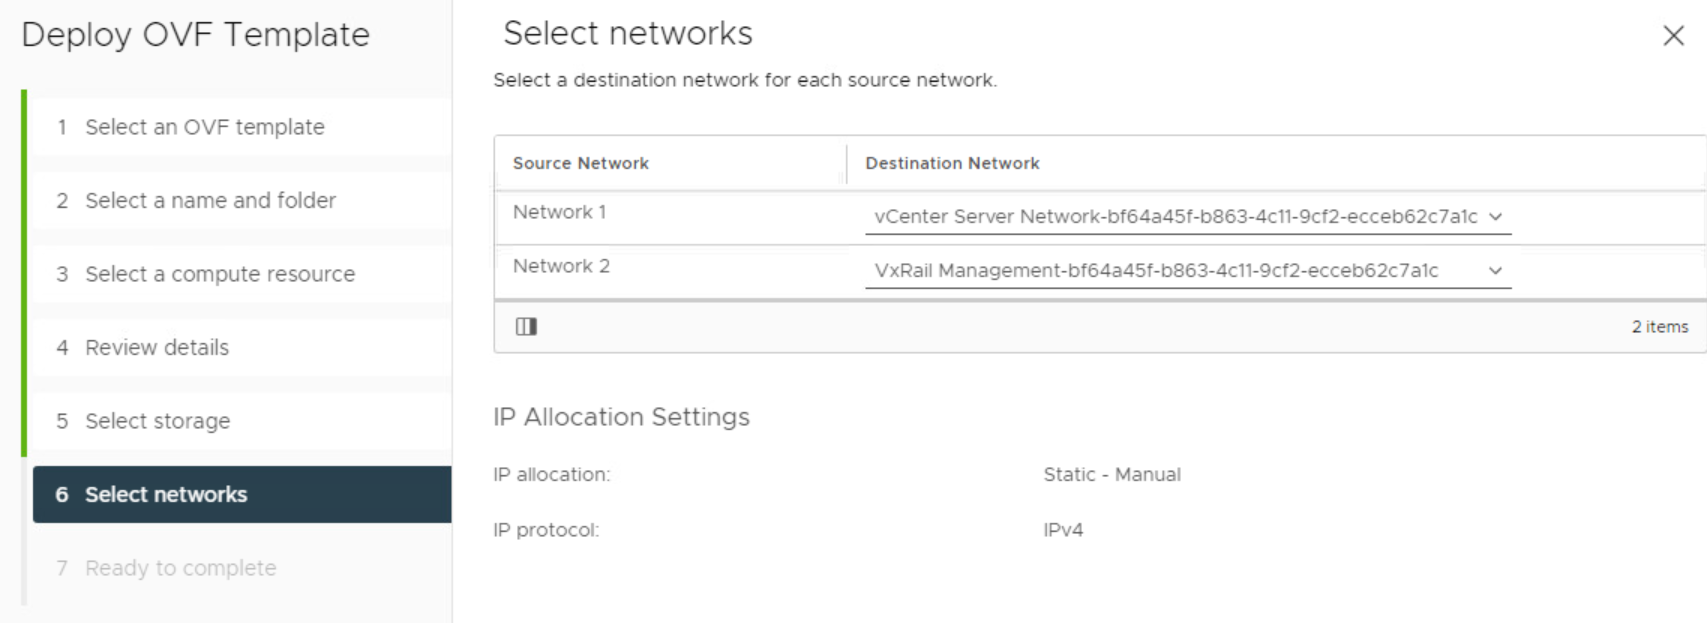 Deploy OVF Template
1 Select an OVF template
2 Select a name and folder
3 Select a compute resource
4 Review details
5 Select storage
6 Select networks
7 Ready to complete
Select networks
Select a destination network for each source network.
Source Network Destination Network
Network 1 vCenter Server Network-bf64a45f-b863-4c11-9cf2-ecceb62c7a1c
Network 2 VxRail Management-bf64a45f-b863-4c11-9cf2-ecceb62c7a1c
2 items
IP Allocation Settings
IP allocation: Static - Manual
IP protocol: IPv4